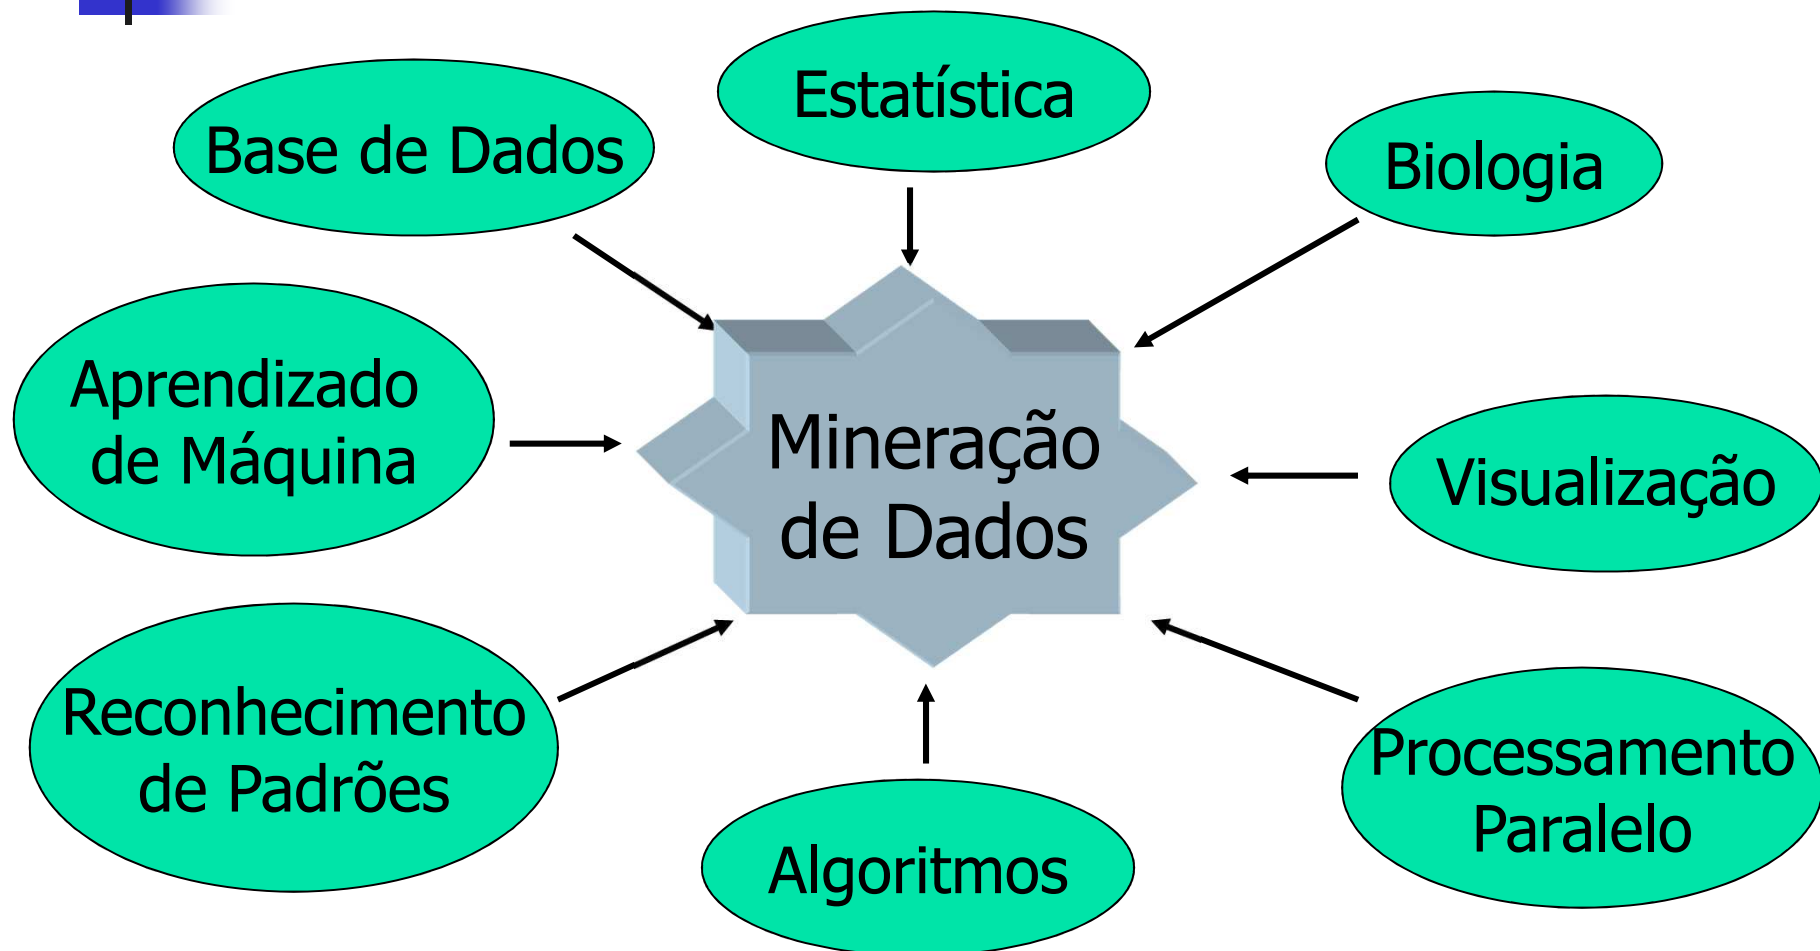 Estatística
Base de Dados
Biologia
Aprendizado
de Máquina
Mineração
de Dados
Visualização
Reconhecimento
de Padrões
Processamento
Paralelo
Algoritmos